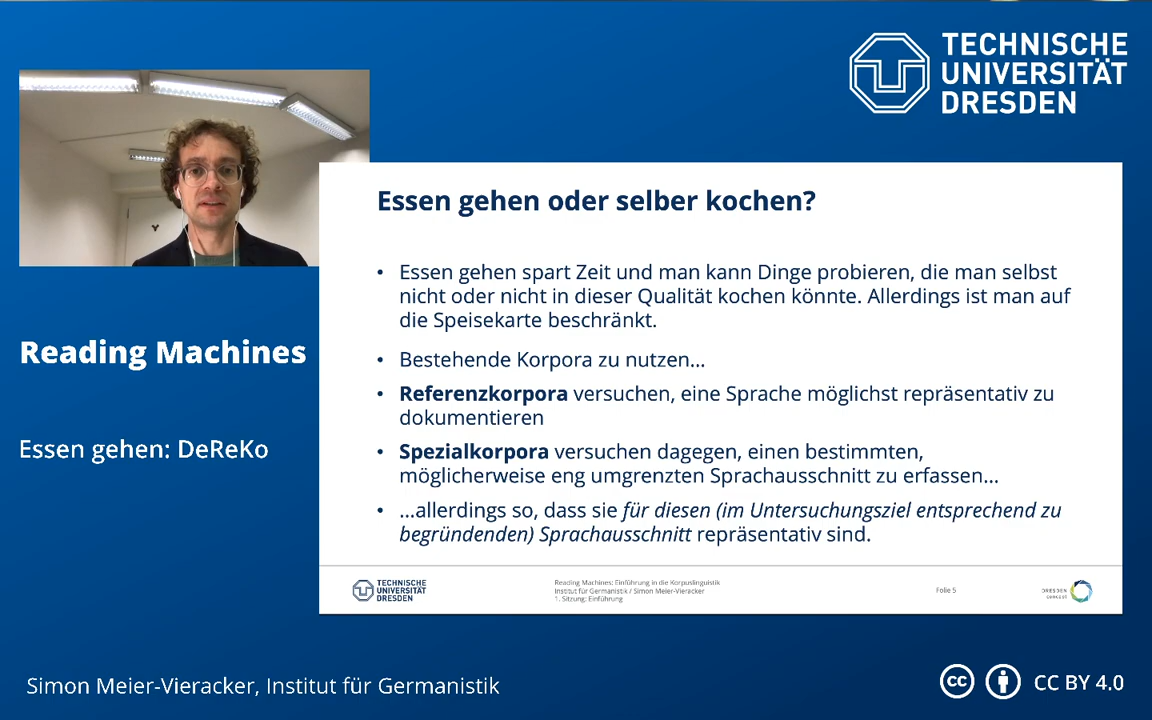 TECHNISCHE
UNIVERSITÄT
DRESDEN
Essen gehen oder selber kochen?
• Essen gehen spart Zeit und man kann Dinge probieren, die man selbst
nicht oder nicht in dieser Qualität kochen könnte. Allerdings ist man auf
die Speisekarte beschränkt.
• Bestehende Korpora zu nutzen...
• Referenzkorpora versuchen, eine Sprache möglichst repräsentativ zu
dokumentieren
• Spezialkorpora versuchen dagegen, einen bestimmten,
möglicherweise eng umgrenzten Sprachausschnitt zu erfassen...
• ...allerdings so, dass sie für diesen (im Untersuchungsziel entsprechend zu
begründenden) Sprachausschnitt repräsentativ sind.
TECHNISCHE
UNIVERSITÄT
DRESDEN
Reading Machines: Einführung in die Korpuslinguistik
Institut für Germanistik / Simon Meier-Vieracker
1. Sitzung: Einführung
Folie 5
DRESDEN
concept
Reading Machines
Essen gehen: DeReKo
Simon Meier-Vieracker, Institut für Germanistik
cc
CC BY 4.0